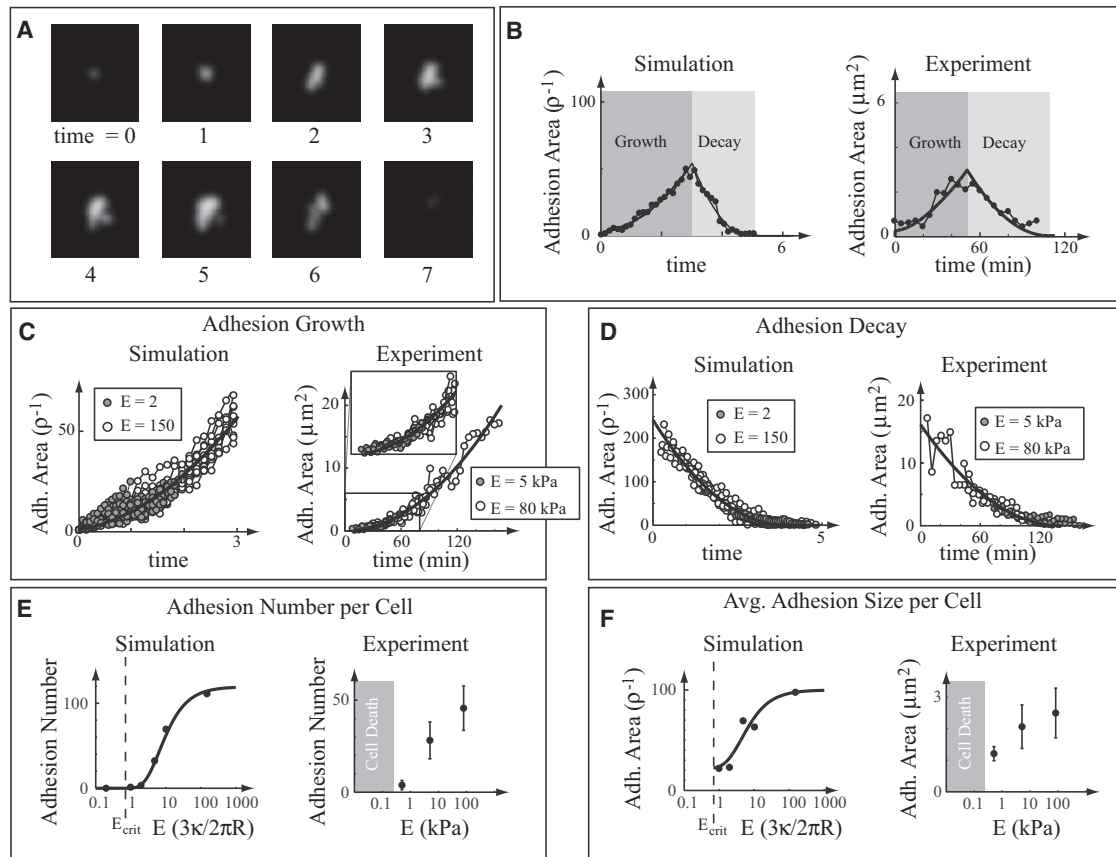 A
time = 0 1 2 3
4 5 6 7
B
Simulation
Adhesion Area (ρ⁻¹)
100
0
Growth
Decay
0 6
time
Experiment
Adhesion Area (μm²)
6
0
Growth
Decay
0 60 120
time (min)
C
Adhesion Growth
Simulation
Adh. Area (ρ⁻¹)
50
0
E = 2
E = 150
0 3
time
Experiment
Adh. Area (μm²)
20
10
0
E = 5 kPa
E = 80 kPa
0 60 120
time (min)
D
Adhesion Decay
Simulation
Adh. Area (ρ⁻¹)
300
200
100
0
E = 2
E = 150
0 5
time
Experiment
Adh. Area (μm²)
20
10
0
E = 5 kPa
E = 80 kPa
0 60 120
time (min)
E
Adhesion Number per Cell
Simulation
Adhesion Number
100
0
0.1 1 10 100 1000
E_crit
E (3κ/2πR)
Experiment
Adhesion Number
50
0
Cell Death
0.1 1 10 100
E (kPa)
F
Avg. Adhesion Size per Cell
Simulation
Adh. Area (ρ⁻¹)
100
0
0.1 1 10 100 1000
E_crit
E (3κ/2πR)
Experiment
Adh. Area (μm²)
3
0
Cell Death
0.1 1 10 100
E (kPa)